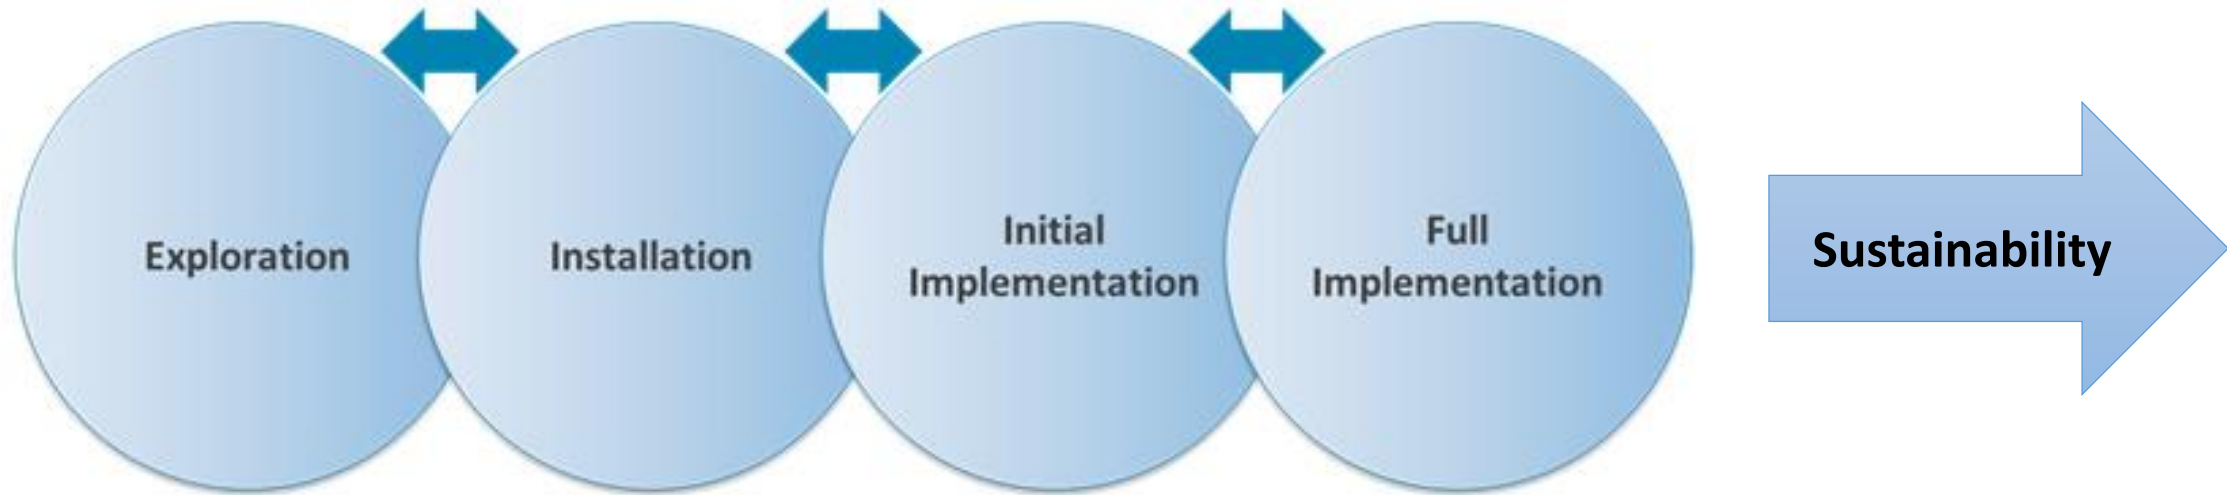 Exploration
Installation
Initial
Implementation
Full
Implementation
Sustainability